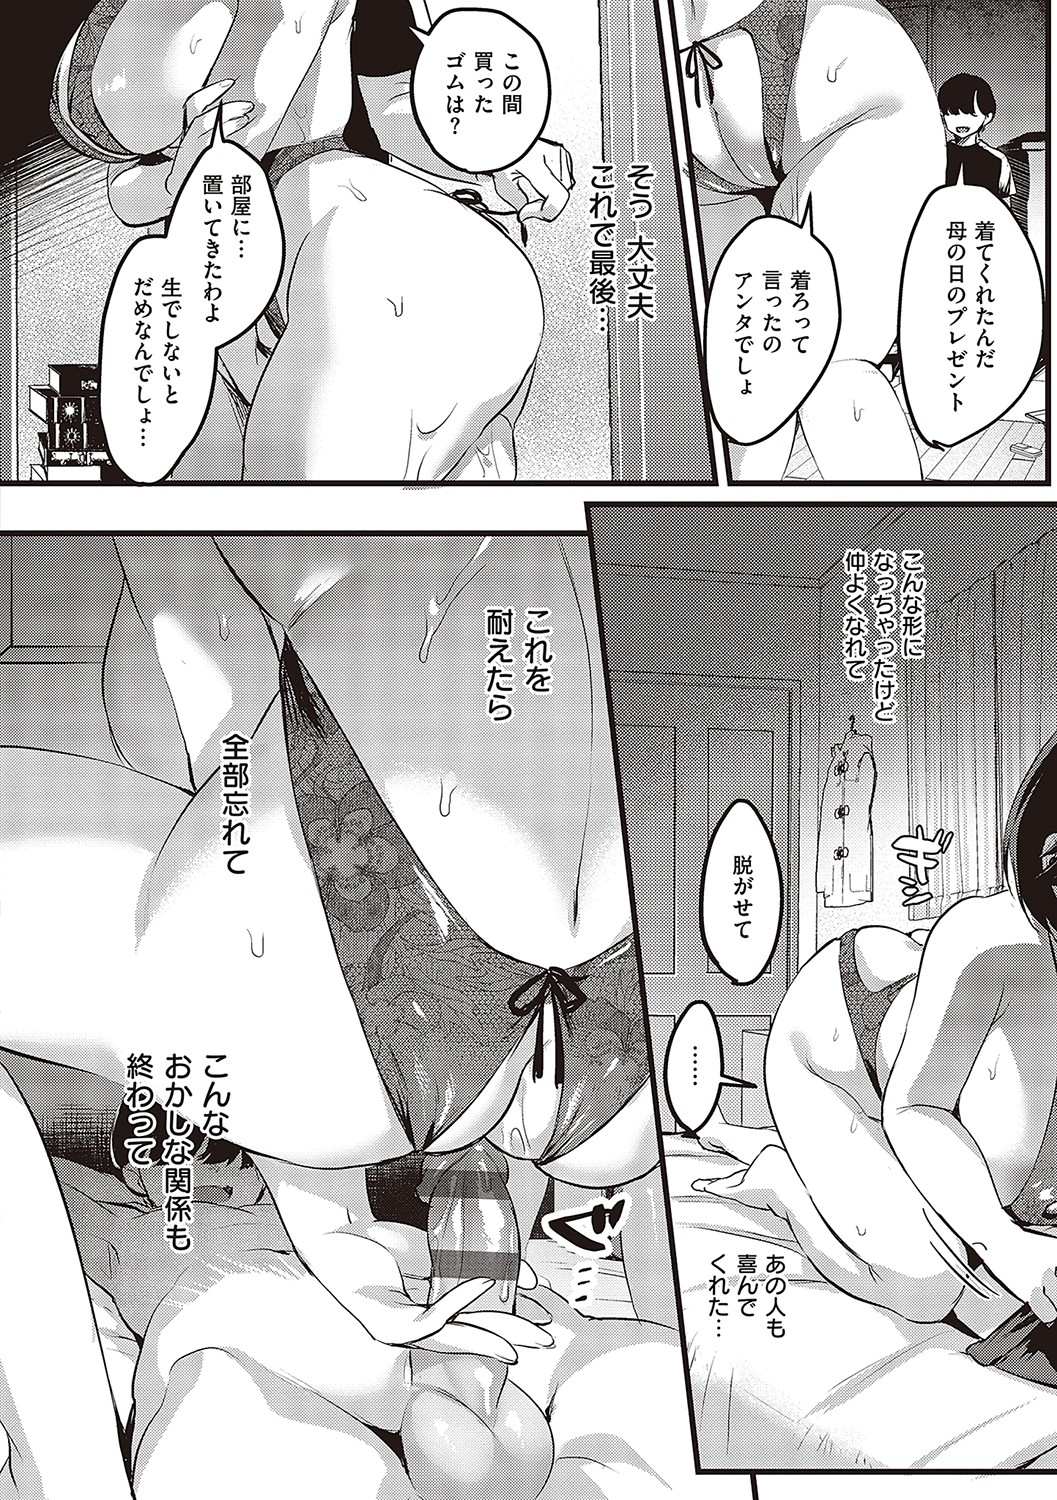 着てくれたんだ
母の日のプレゼント
着ろって
言ったの
アンタでしょ
そう 大丈夫
これで最後…
この間
買った
ゴムは?
部屋に…
置いてきたわよ
生でしないと
だめなんでしょ…
こんな形に
なっちゃったけど
仲よくなれて
ギシ
脱がせて
………
あの人も
喜んで
くれた…
これを
耐えたら
全部忘れて
こんな
おかしな関係も
終わって